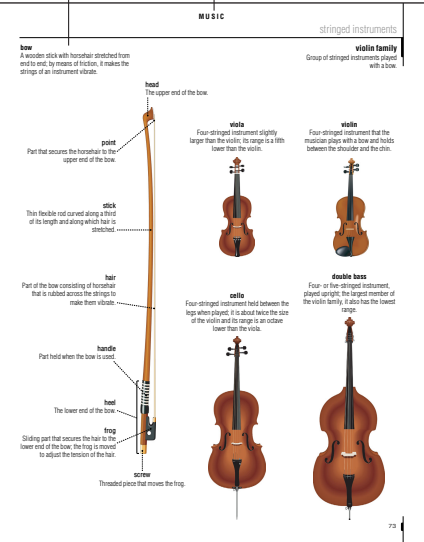 MUSIC
stringed instruments
bow
A wooden stick with horsehair stretched from
end to end; by means of friction, it makes the
strings of an instrument vibrate.
violin family
Group of stringed instruments played
with a bow.
head
The upper end of the bow.
point
Part that secures the horsehair to the
upper end of the bow.
stick
Thin flexible rod curved along a third
of its length and along which hair is
stretched.
hair
Part of the bow consisting of horsehair
that is rubbed across the strings to
make them vibrate.
handle
Part held when the bow is used.
heel
The lower end of the bow.
frog
Sliding part that secures the hair to the
lower end of the bow; the frog is moved
to adjust the tension of the hair.
screw
Threaded piece that moves the frog.
viola
Four-stringed instrument slightly
larger than the violin; its range is a fifth
lower than the violin.
violin
Four-stringed instrument that the
musician plays with a bow and holds
between the shoulder and the chin.
cello
Four-stringed instrument held between the
legs when played; it is about twice the size
of the violin and its range is an octave
lower than the viola.
double bass
Four- or five-stringed instrument,
played upright; the largest member of
the violin family, it also has the lowest
range.
73